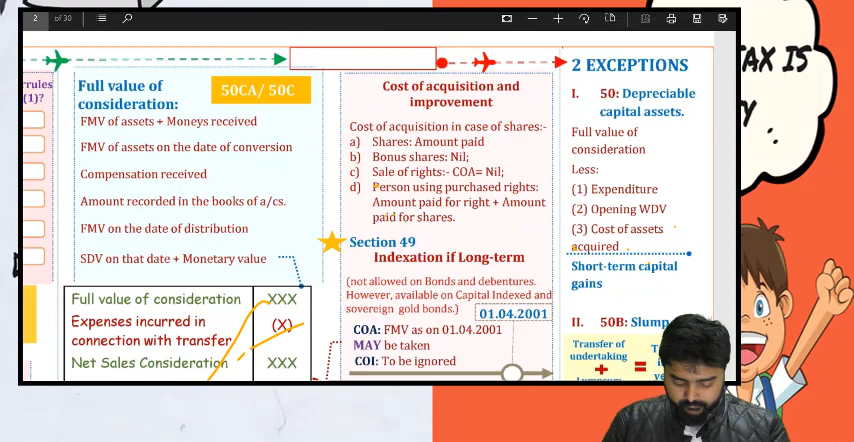 2
of 30
AX IS
Y
rrules
(1)?
Full value of
consideration:
50CA/ 50C
FMV of assets + Moneys received
FMV of assets on the date of conversion
Compensation received
Amount recorded in the books of a/cs.
FMV on the date of distribution
SDV on that date + Monetary value
Full value of consideration XXX
Expenses incurred in (X)
connection with transfer
Net Sales Consideration XXX
Cost of acquisition and
improvement
Cost of acquisition in case of shares:-
a) Shares: Amount paid
b) Bonus shares: Nil;
c) Sale of rights:- COA= Nil;
d) Person using purchased rights:
Amount paid for right + Amount
paid for shares.
Section 49
Indexation if Long-term
(not allowed on Bonds and debentures.
However, available on Capital Indexed and
sovereign gold bonds.)
01.04.2001
COA: FMV as on 01.04.2001
MAY be taken
COI: To be ignored
2 EXCEPTIONS
I. 50: Depreciable
capital assets.
Full value of
consideration
Less:
(1) Expenditure
(2) Opening WDV
(3) Cost of assets
acquired
Short-term capital
gains
II. 50B: Slump
Transfer of
undertaking
+
=